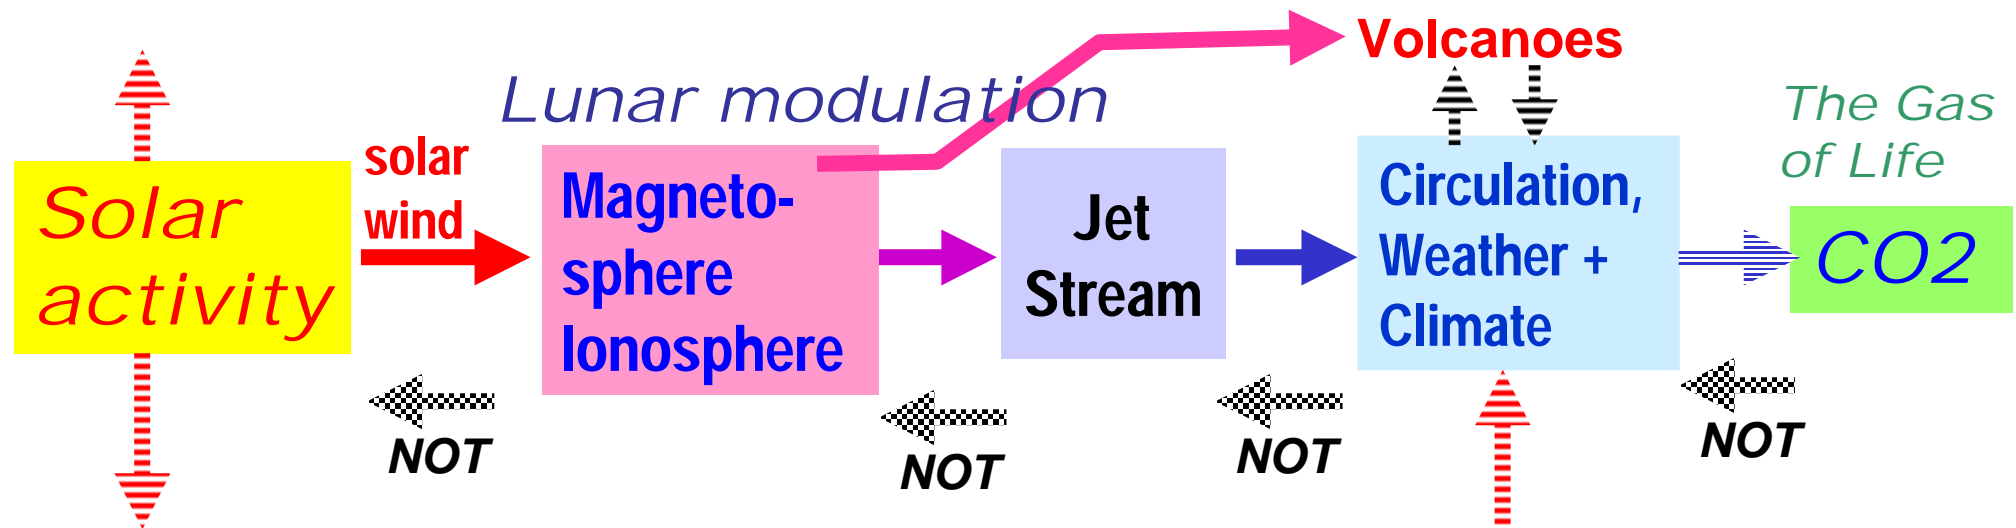 Volcanoes
Lunar modulation
The Gas
of Life
solar
wind
Solar
activity
Magneto-
sphere
Ionosphere
Jet
Stream
Circulation,
Weather +
Climate
CO2
NOT
NOT
NOT
NOT